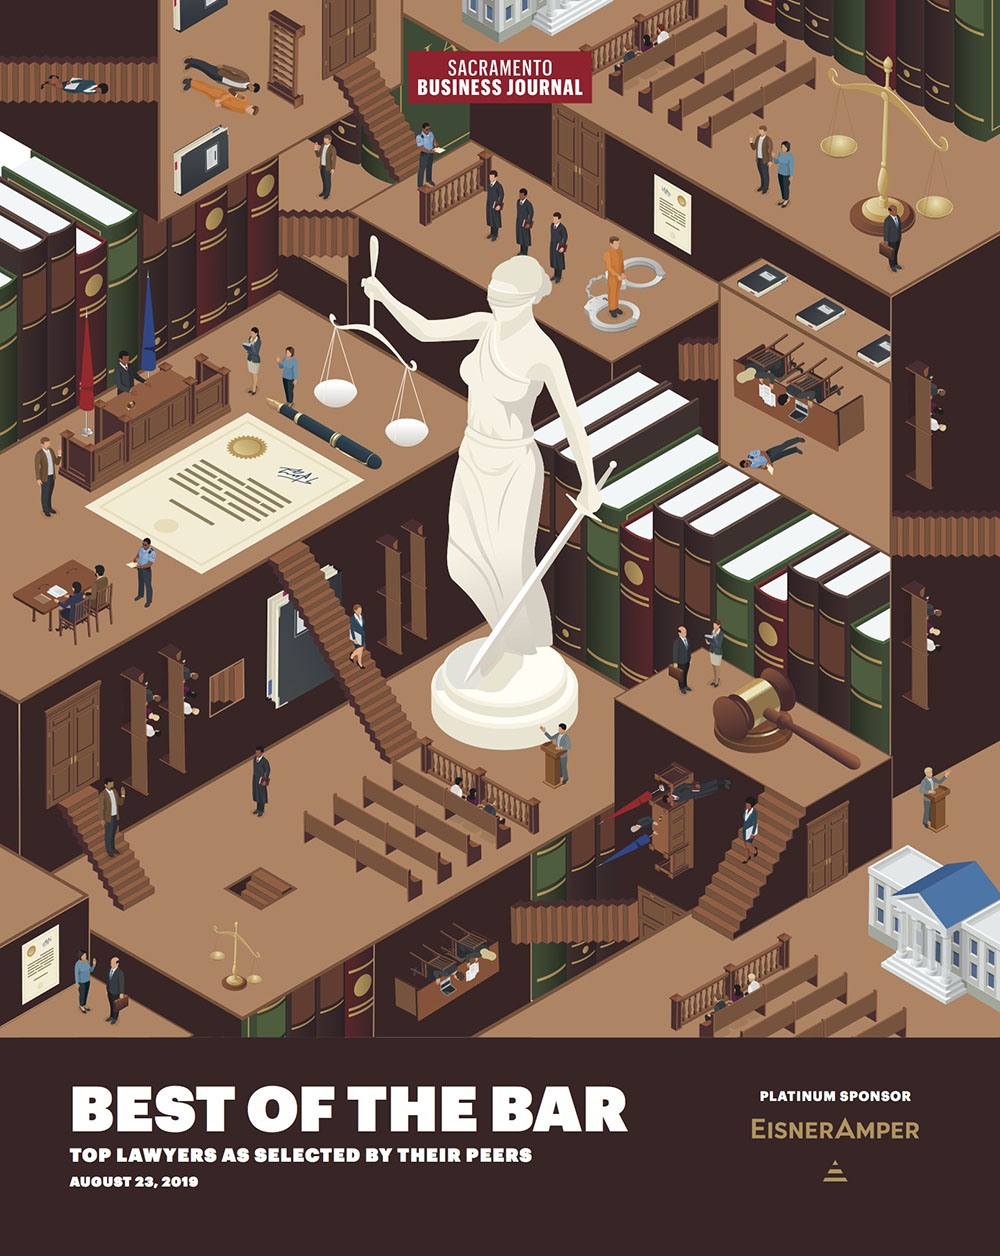 SACRAMENTO
BUSINESS JOURNAL
BEST OF THE BAR
TOP LAWYERS AS SELECTED BY THEIR PEERS
AUGUST 23, 2019
PLATINUM SPONSOR
EISNERAMPER